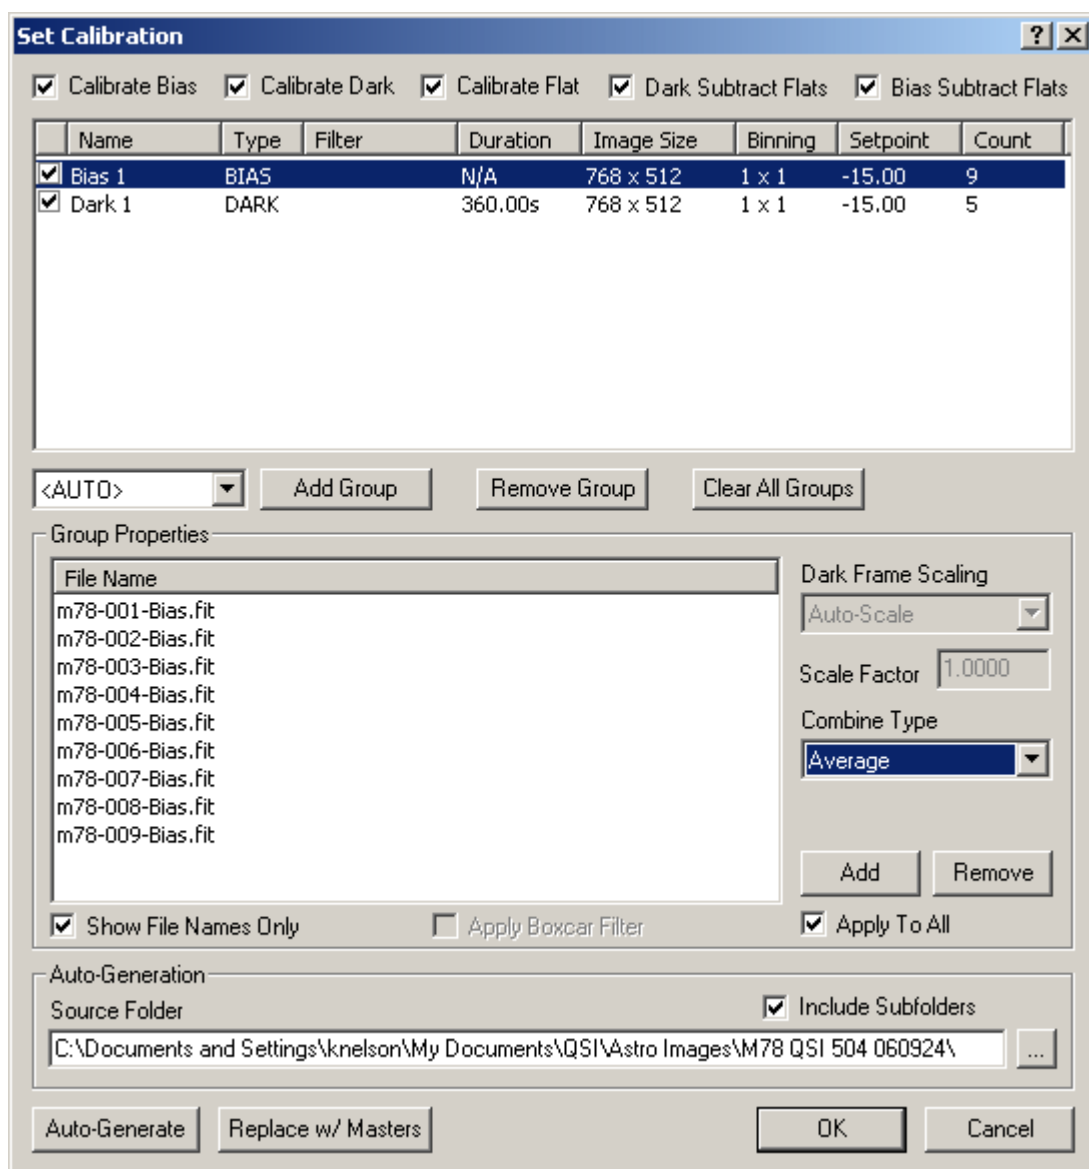 Set Calibration
Calibrate Bias Calibrate Dark Calibrate Flat Dark Subtract Flats Bias Subtract Flats
Name Type Filter Duration Image Size Binning Setpoint Count
Bias 1 BIAS N/A 768 x 512 1 x 1 -15.00 9
Dark 1 DARK 360.00s 768 x 512 1 x 1 -15.00 5
<AUTO> Add Group Remove Group Clear All Groups
Group Properties
File Name
m78-001-Bias.fit
m78-002-Bias.fit
m78-003-Bias.fit
m78-004-Bias.fit
m78-005-Bias.fit
m78-006-Bias.fit
m78-007-Bias.fit
m78-008-Bias.fit
m78-009-Bias.fit
Dark Frame Scaling
Auto-Scale
Scale Factor 1.0000
Combine Type
Average
Add Remove
Show File Names Only Apply Boxcar Filter Apply To All
Auto-Generation
Source Folder Include Subfolders
C:\Documents and Settings\knelson\My Documents\QSI\Astro Images\M78 QSI 504 060924\ ...
Auto-Generate Replace w/ Masters OK Cancel